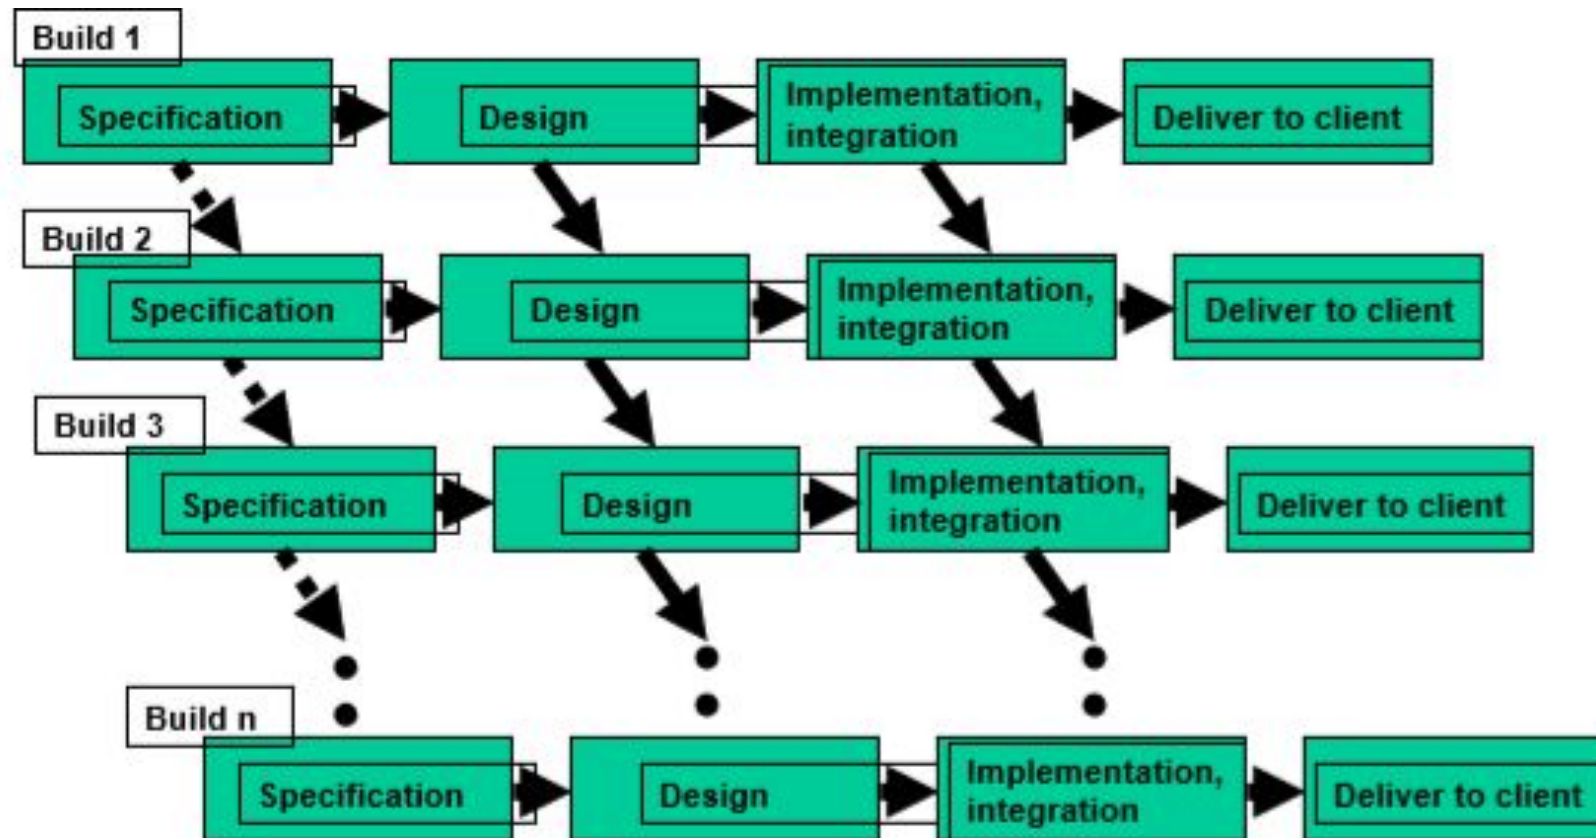 Build 1
Specification
Design
Implementation,
integration
Deliver to client
Build 2
Specification
Design
Implementation,
integration
Deliver to client
Build 3
Specification
Design
Implementation,
integration
Deliver to client
Build n
Specification
Design
Implementation,
integration
Deliver to client